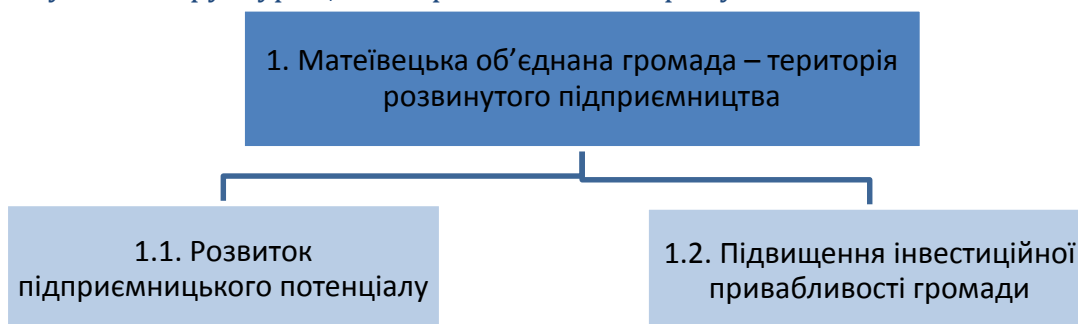 1. Матеївецька об’єднана громада – територія
розвинутого підприємництва
1.1. Розвиток
підприємницького потенціалу
1.2. Підвищення інвестиційної
привабливості громади